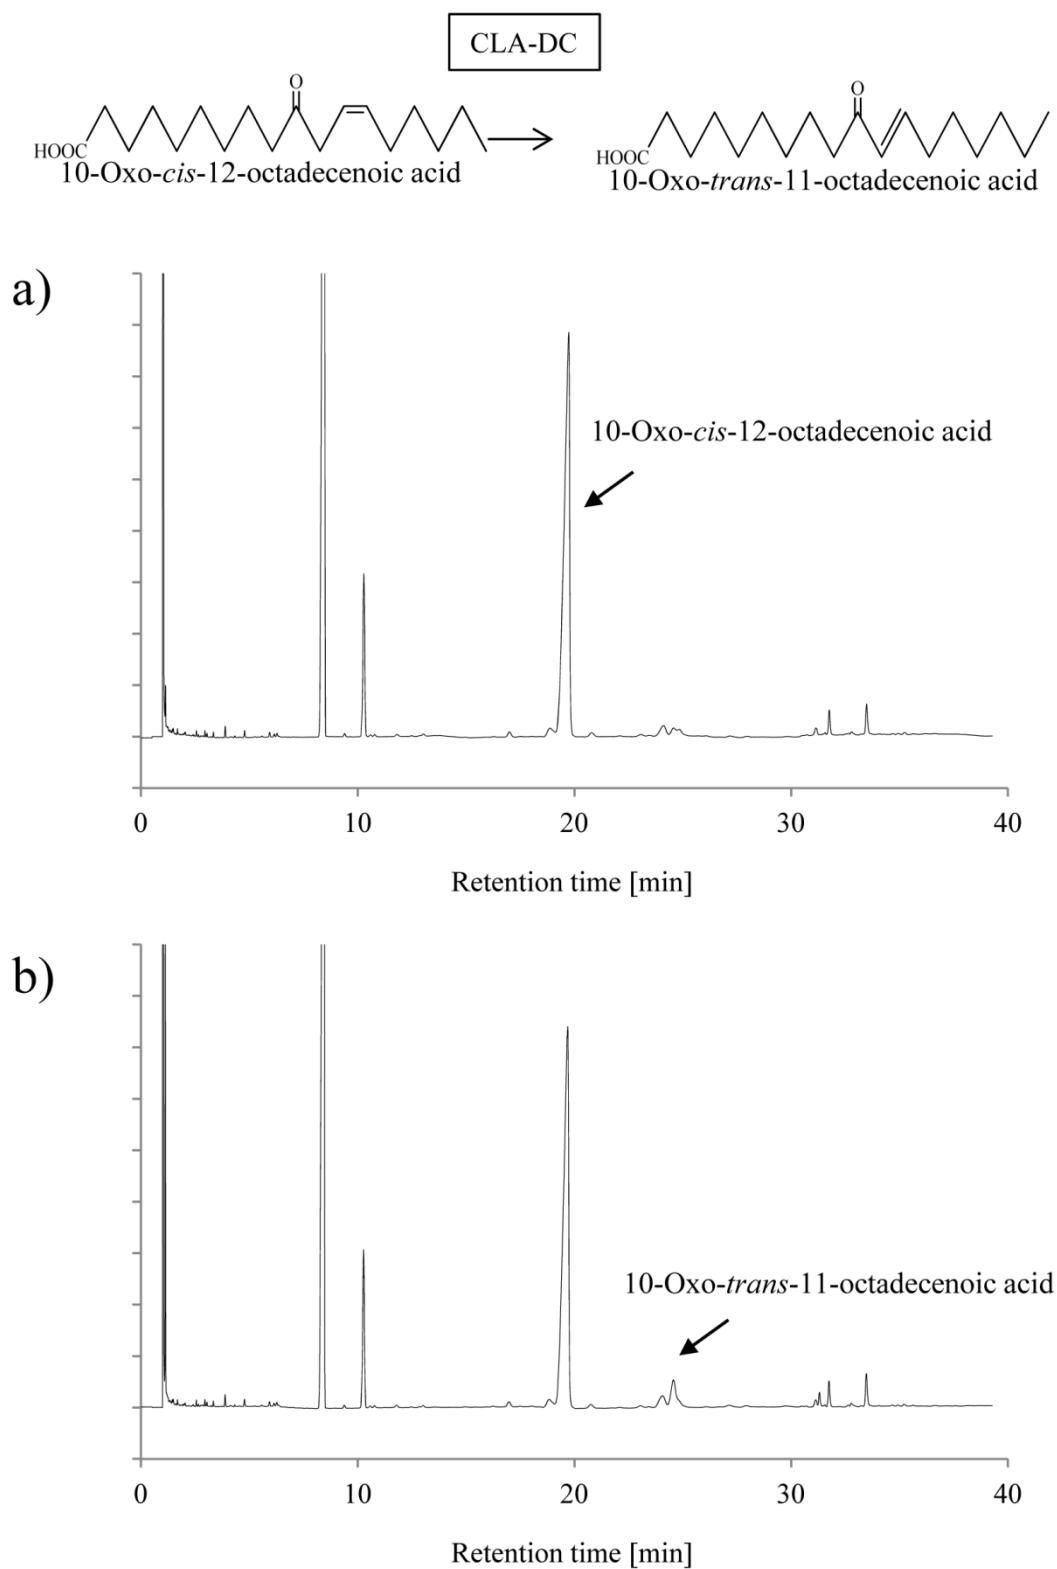 CLA-DC
O
HOOC
10-Oxo-cis-12-octadecenoic acid
O
HOOC
10-Oxo-trans-11-octadecenoic acid
a)
10-Oxo-cis-12-octadecenoic acid
0 10 20 30 40
Retention time [min]
b)
10-Oxo-trans-11-octadecenoic acid
0 10 20 30 40
Retention time [min]